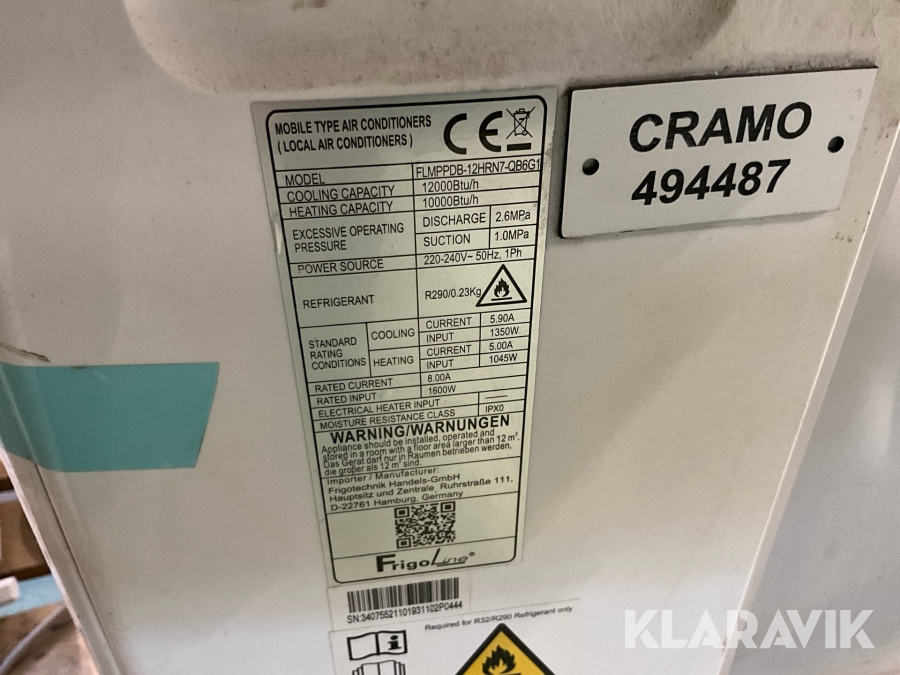 MOBILE TYPE AIR CONDITIONERS
( LOCAL AIR CONDITIONERS )
CE
MODEL FLMPPDB-12HRN7-QB6G1
COOLING CAPACITY 12000Btu/h
HEATING CAPACITY 10000Btu/h
EXCESSIVE OPERATING PRESSURE DISCHARGE 2.6MPa
SUCTION 1.0MPa
POWER SOURCE 220-240V~ 50Hz, 1Ph
REFRIGERANT R290/0.23Kg
STANDARD RATING CONDITIONS COOLING CURRENT 5.90A
INPUT 1350W
HEATING CURRENT 5.00A
INPUT 1045W
RATED CURRENT 8.00A
RATED INPUT 1600W
ELECTRICAL HEATER INPUT ——
MOISTURE RESISTANCE CLASS IPX0
WARNING/WARNUNGEN
Appliance should be installed, operated and
stored in a room with a floor area larger than 12 m².
Das Gerat darf nur in Raumen betrieben werden,
die großer als 12 m² sind.
Importer / Manufacturer:
Frigotechnik Handels-GmbH
Hauptsitz und Zentrale, Ruhrstraße 111,
D-22761 Hamburg, Germany
FrigoLine®
SN:34075521101931102P0444
Required for R32/R290 Refrigerant only
CRAMO
494487
KLARAVIK